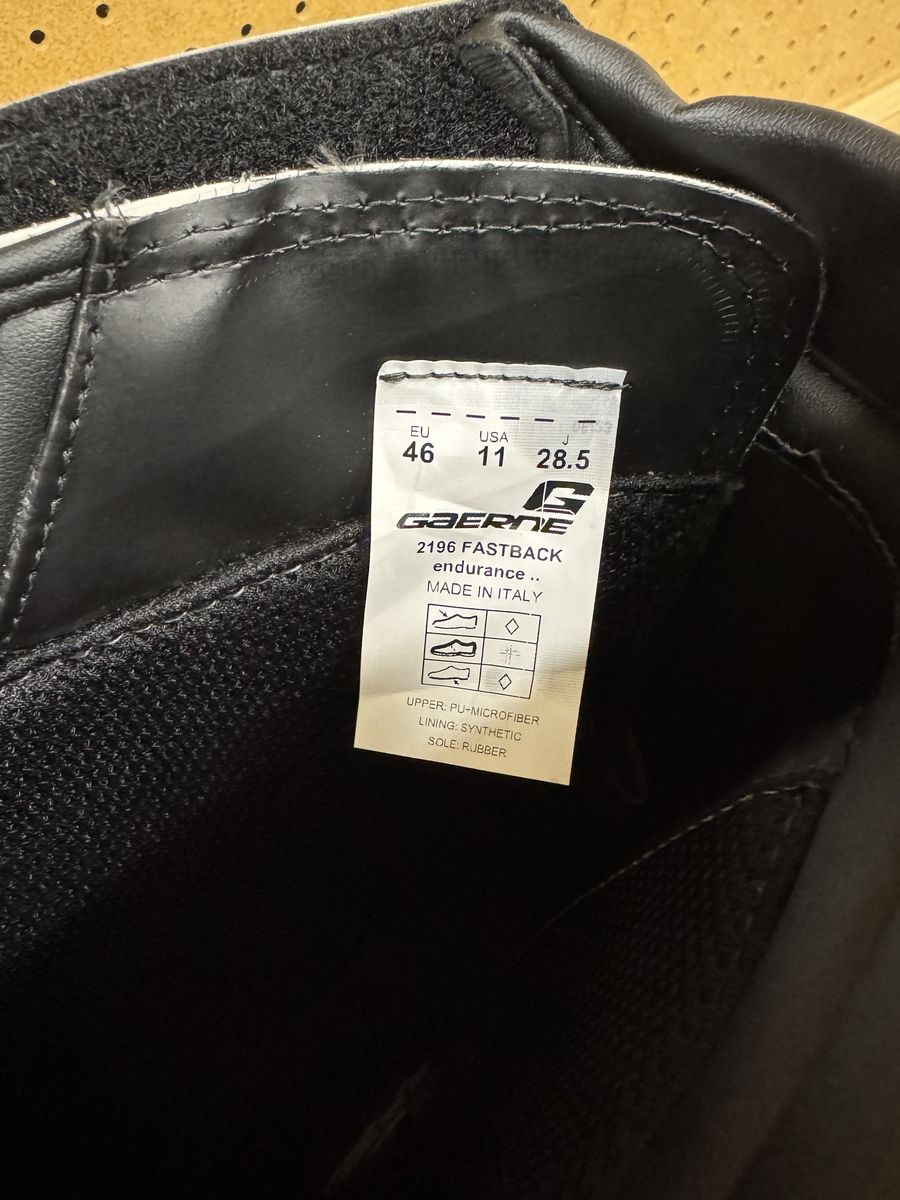 EU USA J
46 11 28.5
G
GAERNE
2196 FASTBACK
endurance ..
MADE IN ITALY
UPPER: PU+MICROFIBER
LINING: SYNTHETIC
SOLE: RUBBER